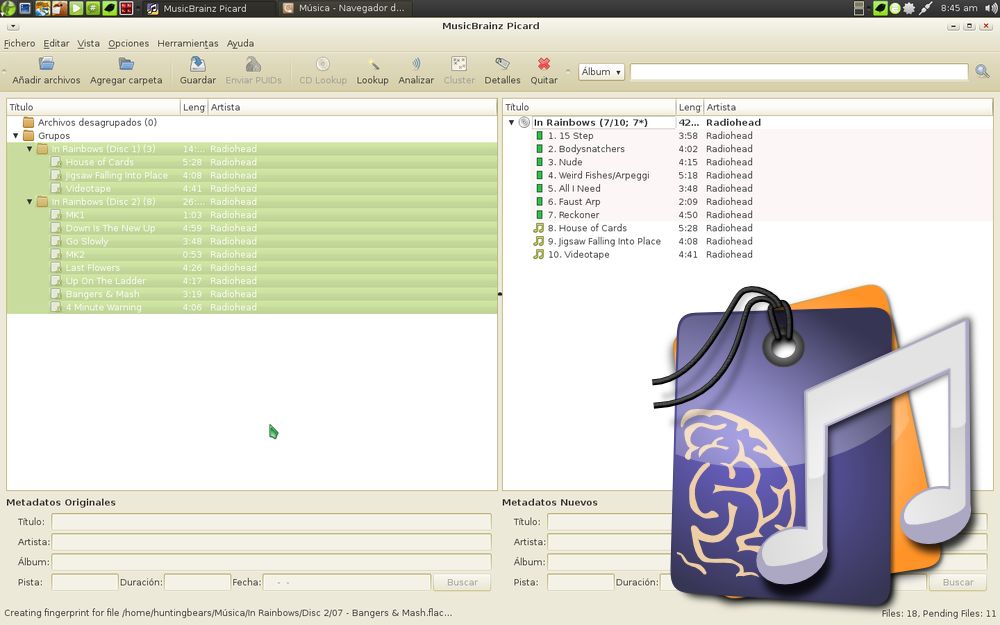 MusicBrainz Picard
Música - Navegador d...
8:45 am
MusicBrainz Picard
Fichero Editar Vista Opciones Herramientas Ayuda
Añadir archivos Agregar carpeta Guardar Enviar PUIDs CD Lookup Lookup Analizar Cluster Detalles Quitar Álbum
Título Leng Artista
Archivos desagrupados (0)
Grupos
In Rainbows (Disc 1) (3) 14:... Radiohead
House of Cards 5:28 Radiohead
Jigsaw Falling Into Place 4:08 Radiohead
Videotape 4:41 Radiohead
In Rainbows (Disc 2) (8) 26:... Radiohead
MK1 1:03 Radiohead
Down Is The New Up 4:59 Radiohead
Go Slowly 3:48 Radiohead
MK2 0:53 Radiohead
Last Flowers 4:26 Radiohead
Up On The Ladder 4:17 Radiohead
Bangers & Mash 3:19 Radiohead
4 Minute Warning 4:06 Radiohead
Título Leng Artista
In Rainbows (7/10; 7*) 42... Radiohead
1. 15 Step 3:58 Radiohead
2. Bodysnatchers 4:02 Radiohead
3. Nude 4:15 Radiohead
4. Weird Fishes/Arpeggi 5:18 Radiohead
5. All I Need 3:48 Radiohead
6. Faust Arp 2:09 Radiohead
7. Reckoner 4:50 Radiohead
8. House of Cards 5:28 Radiohead
9. Jigsaw Falling Into Place 4:08 Radiohead
10. Videotape 4:41 Radiohead
Metadatos Originales
Título:
Artista:
Álbum:
Pista: Duración: Fecha: - - Buscar
Metadatos Nuevos
Título:
Artista:
Álbum:
Pista: Duración: Buscar
Creating fingerprint for file /home/huntingbears/Música/In Rainbows/Disc 2/07 - Bangers & Mash.flac...
Files: 18, Pending Files: 11